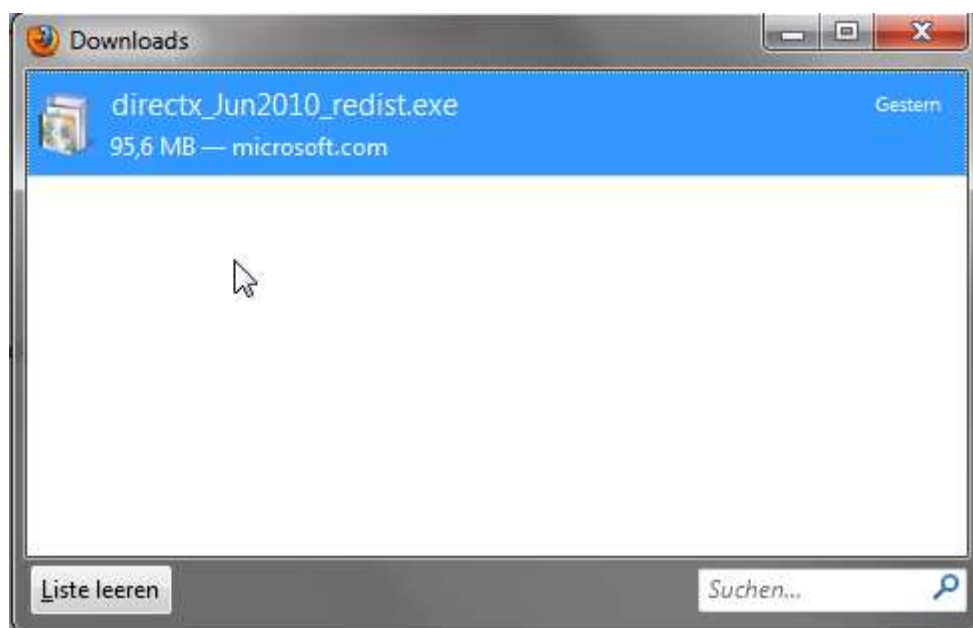 Downloads
directx_Jun2010_redist.exe
Gestern
95,6 MB — microsoft.com
Liste leeren
Suchen...